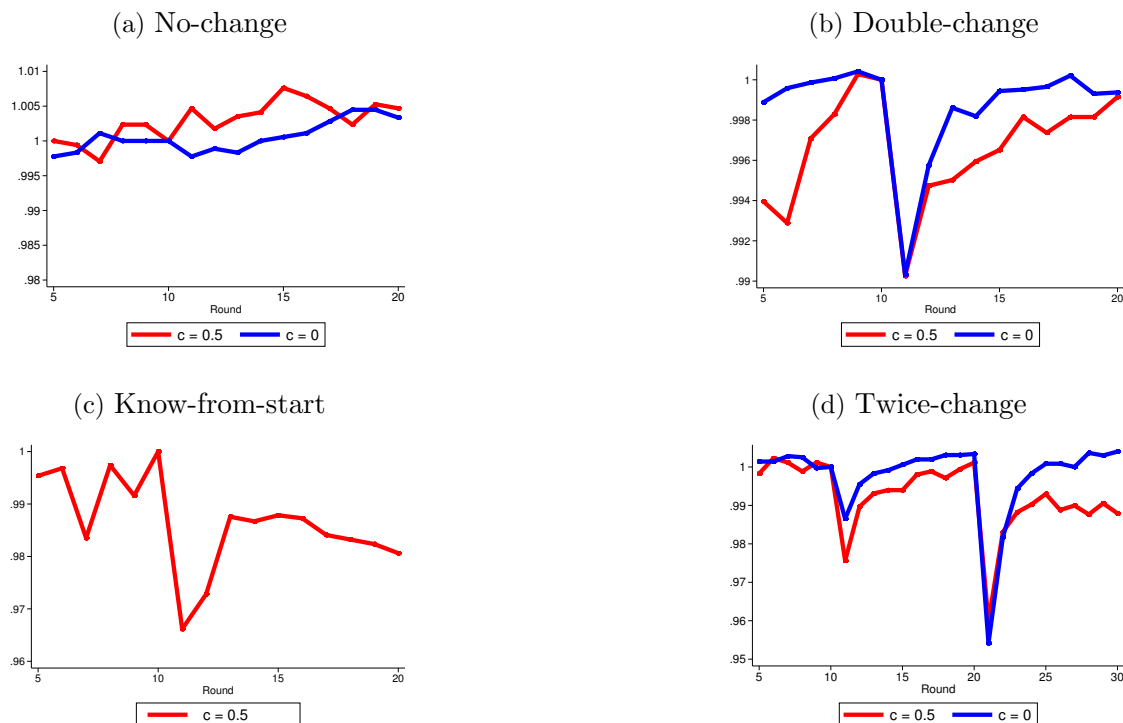 (a) No-change
1.01
1.005
1
.995
.99
.985
.98
5 10 15 20
Round
c = 0.5 c = 0
(b) Double-change
1
.998
.996
.994
.992
.99
5 10 15 20
Round
c = 0.5 c = 0
(c) Know-from-start
1
.99
.98
.97
.96
5 10 15 20
Round
c = 0.5
(d) Twice-change
1
.99
.98
.97
.96
.95
5 10 15 20 25 30
Round
c = 0.5 c = 0